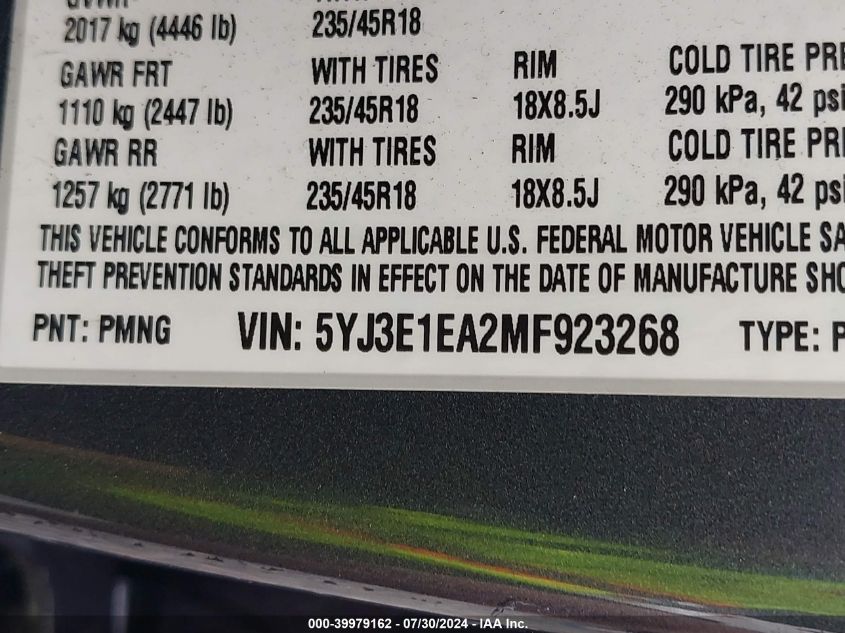 GVWR
2017 kg (4446 lb) 235/45R18
GAWR FRT WITH TIRES RIM COLD TIRE PRE
1110 kg (2447 lb) 235/45R18 18X8.5J 290 kPa, 42 psi
GAWR RR WITH TIRES RIM COLD TIRE PRE
1257 kg (2771 lb) 235/45R18 18X8.5J 290 kPa, 42 psi
THIS VEHICLE CONFORMS TO ALL APPLICABLE U.S. FEDERAL MOTOR VEHICLE SA
THEFT PREVENTION STANDARDS IN EFFECT ON THE DATE OF MANUFACTURE SHO
PNT: PMNG VIN: 5YJ3E1EA2MF923268 TYPE: P
000-39979162 - 07/30/2024 - IAA Inc.